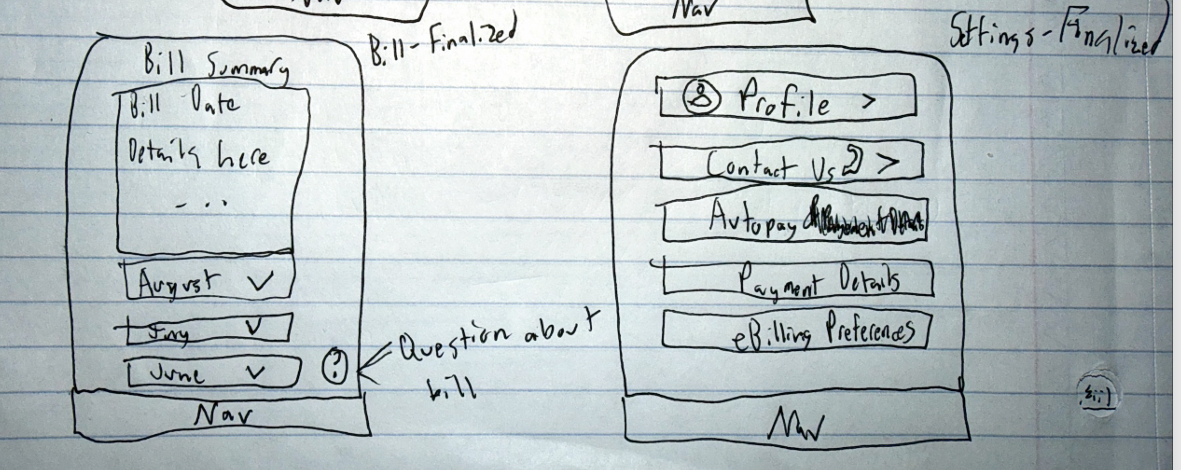 Nav
Bill - Finalized
Settings - Finalized
Bill Summary
Bill Date
Details here
- ...
August
June
?
Nav
Question about
bill
Profile >
Contact Us >
Autopay
Payment Details
eBilling Preferences
Nav